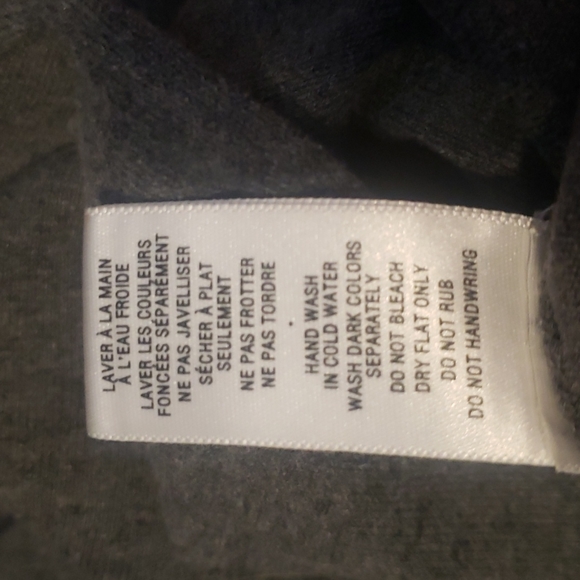 LAVER À LA MAIN
À L'EAU FROIDE
LAVER LES COULEURS
FONCÉES SÉPARÉMENT
NE PAS JAVELLISER
SÉCHER À PLAT
SEULEMENT
NE PAS FROTTER
NE PAS TORDRE
HAND WASH
IN COLD WATER
WASH DARK COLORS
SEPARATELY
DO NOT BLEACH
DRY FLAT ONLY
DO NOT RUB
DO NOT HANDWRING